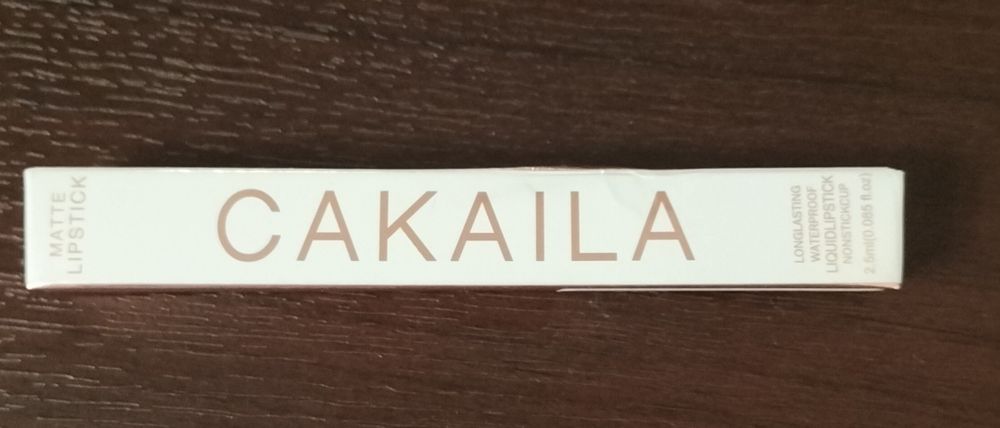 MATTE
LIPSTICK
CAKAILA
LONGLASTING
WATERPROOF
LIQUIDLIPSTICK
NONSTICKCUP
2.5ml(0.085 fl.oz)